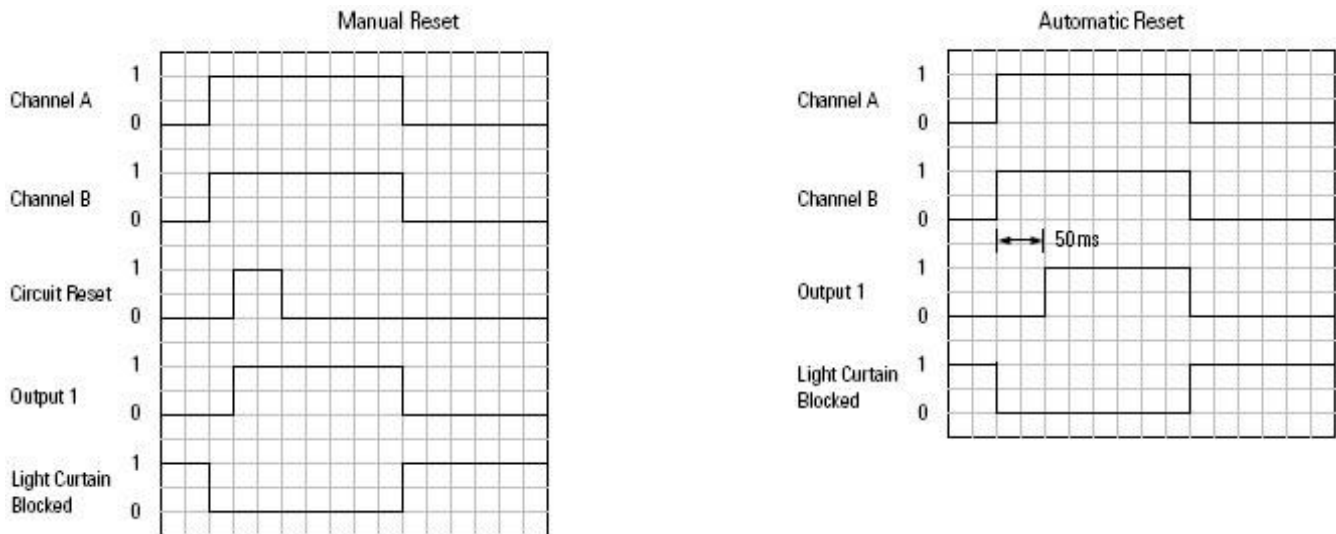 Manual Reset
Channel A
1
0
Channel B
1
0
Circuit Reset
1
0
Output 1
1
0
Light Curtain
Blocked
1
0
Automatic Reset
Channel A
1
0
Channel B
1
0
50 ms
Output 1
1
0
Light Curtain
Blocked
1
0